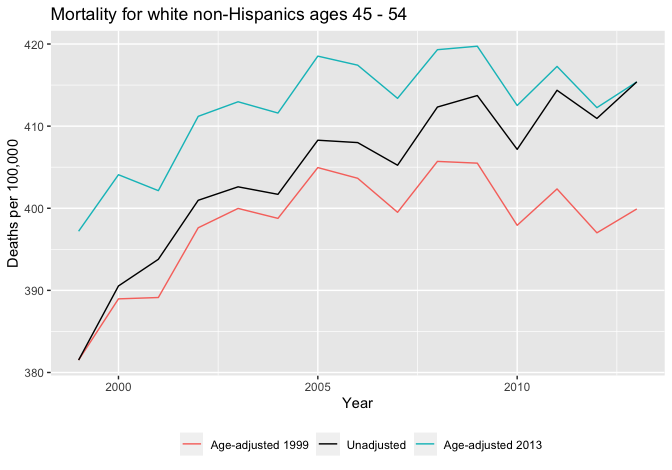 Mortality for white non-Hispanics ages 45 - 54
420
410
400
390
380
Deaths per 100,000
2000 2005 2010
Year
Age-adjusted 1999 Unadjusted Age-adjusted 2013